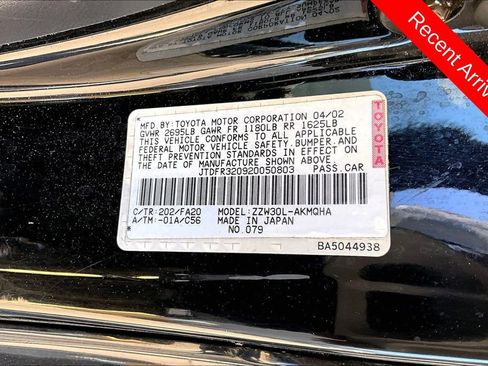 Recent Arriv
MFD.BY: TOYOTA MOTOR CORPORATION 04/02
GVWR 2695LB GAWR FR 1180LB RR 1625LB
THIS VEHICLE CONFORMS TO ALL APPLICABLE
FEDERAL MOTOR VEHICLE SAFETY, BUMPER, AND
THEFT PREVENTION STANDARDS IN EFFECT ON
THE DATE OF MANUFACTURE SHOWN ABOVE.
JTDFR320920050803 PASS.CAR
TOYOTA
C/TR: 202/FA20 MODEL: ZZW30L-AKMQHA
A/TM: -01A/C56 MADE IN JAPAN
NO.079
BA5044938